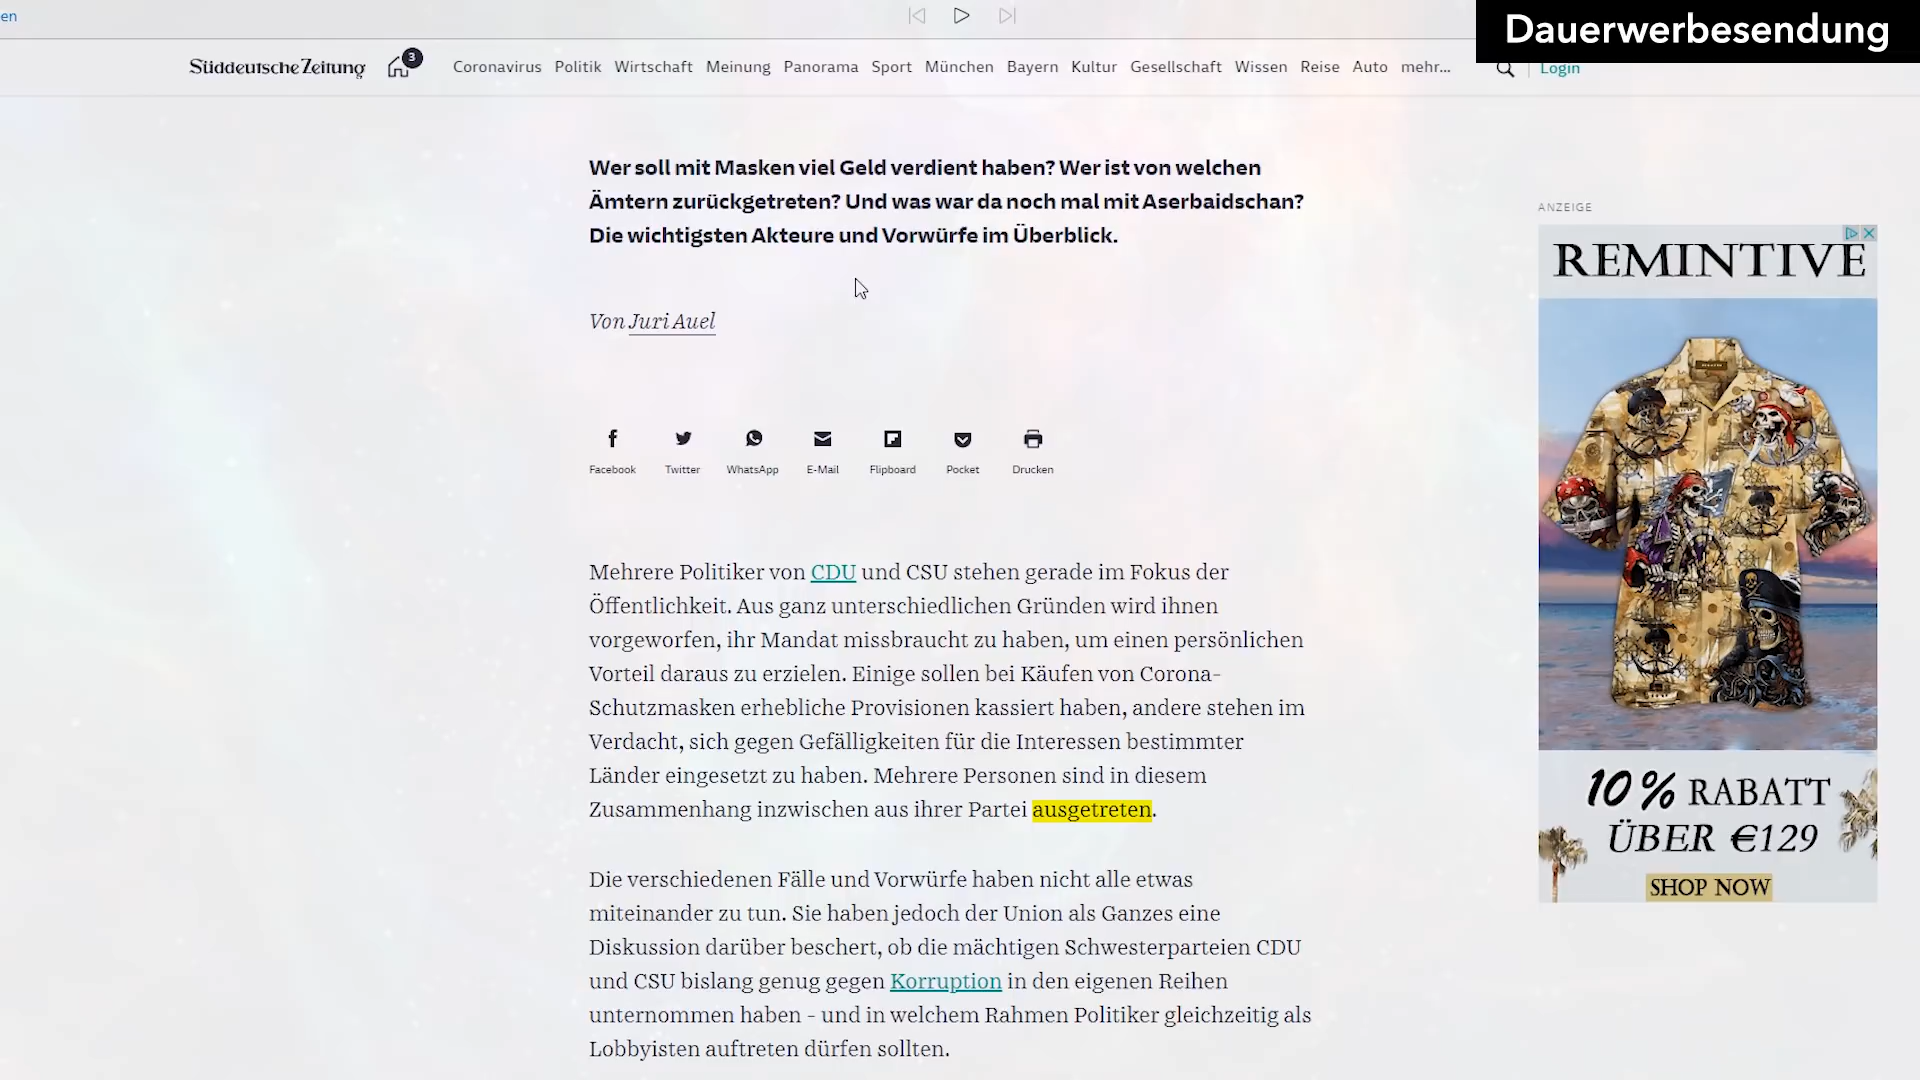 en
Dauerwerbesendung
Süddeutsche Zeitung
3
Coronavirus Politik Wirtschaft Meinung Panorama Sport München Bayern Kultur Gesellschaft Wissen Reise Auto mehr...
Login
Wer soll mit Masken viel Geld verdient haben? Wer ist von welchen
Ämtern zurückgetreten? Und was war da noch mal mit Aserbaidschan?
Die wichtigsten Akteure und Vorwürfe im Überblick.
Von Juri Auel
Facebook Twitter WhatsApp E-Mail Flipboard Pocket Drucken
Mehrere Politiker von CDU und CSU stehen gerade im Fokus der
Öffentlichkeit. Aus ganz unterschiedlichen Gründen wird ihnen
vorgeworfen, ihr Mandat missbraucht zu haben, um einen persönlichen
Vorteil daraus zu erzielen. Einige sollen bei Käufen von Corona-
Schutzmasken erhebliche Provisionen kassiert haben, andere stehen im
Verdacht, sich gegen Gefälligkeiten für die Interessen bestimmter
Länder eingesetzt zu haben. Mehrere Personen sind in diesem
Zusammenhang inzwischen aus ihrer Partei ausgetreten.
Die verschiedenen Fälle und Vorwürfe haben nicht alle etwas
miteinander zu tun. Sie haben jedoch der Union als Ganzes eine
Diskussion darüber beschert, ob die mächtigen Schwesterparteien CDU
und CSU bislang genug gegen Korruption in den eigenen Reihen
unternommen haben - und in welchem Rahmen Politiker gleichzeitig als
Lobbyisten auftreten dürfen sollten.
ANZEIGE
REMINTIVE
10% RABATT
ÜBER €129
SHOP NOW